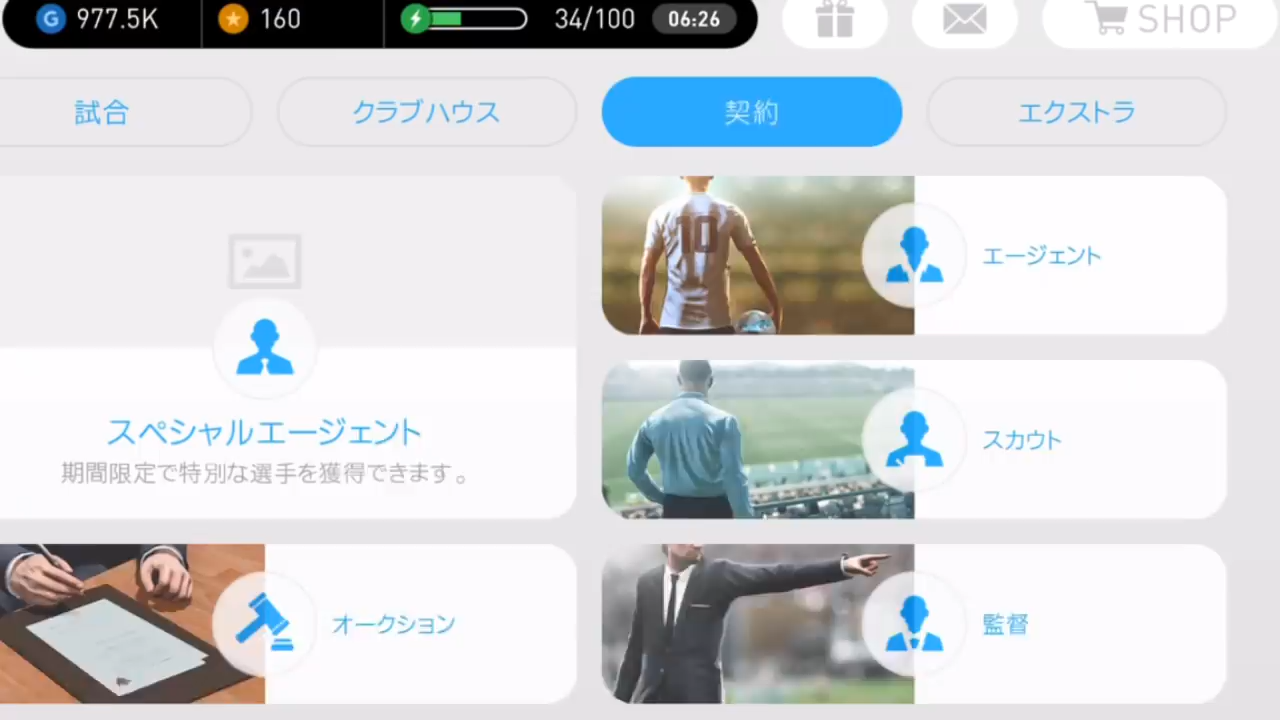 G 977.5K 160 34/100 06:26 SHOP
試合 クラブハウス 契約 エクストラ
10
エージェント
スペシャルエージェント
期間限定で特別な選手を獲得できます。
スカウト
オークション
監督